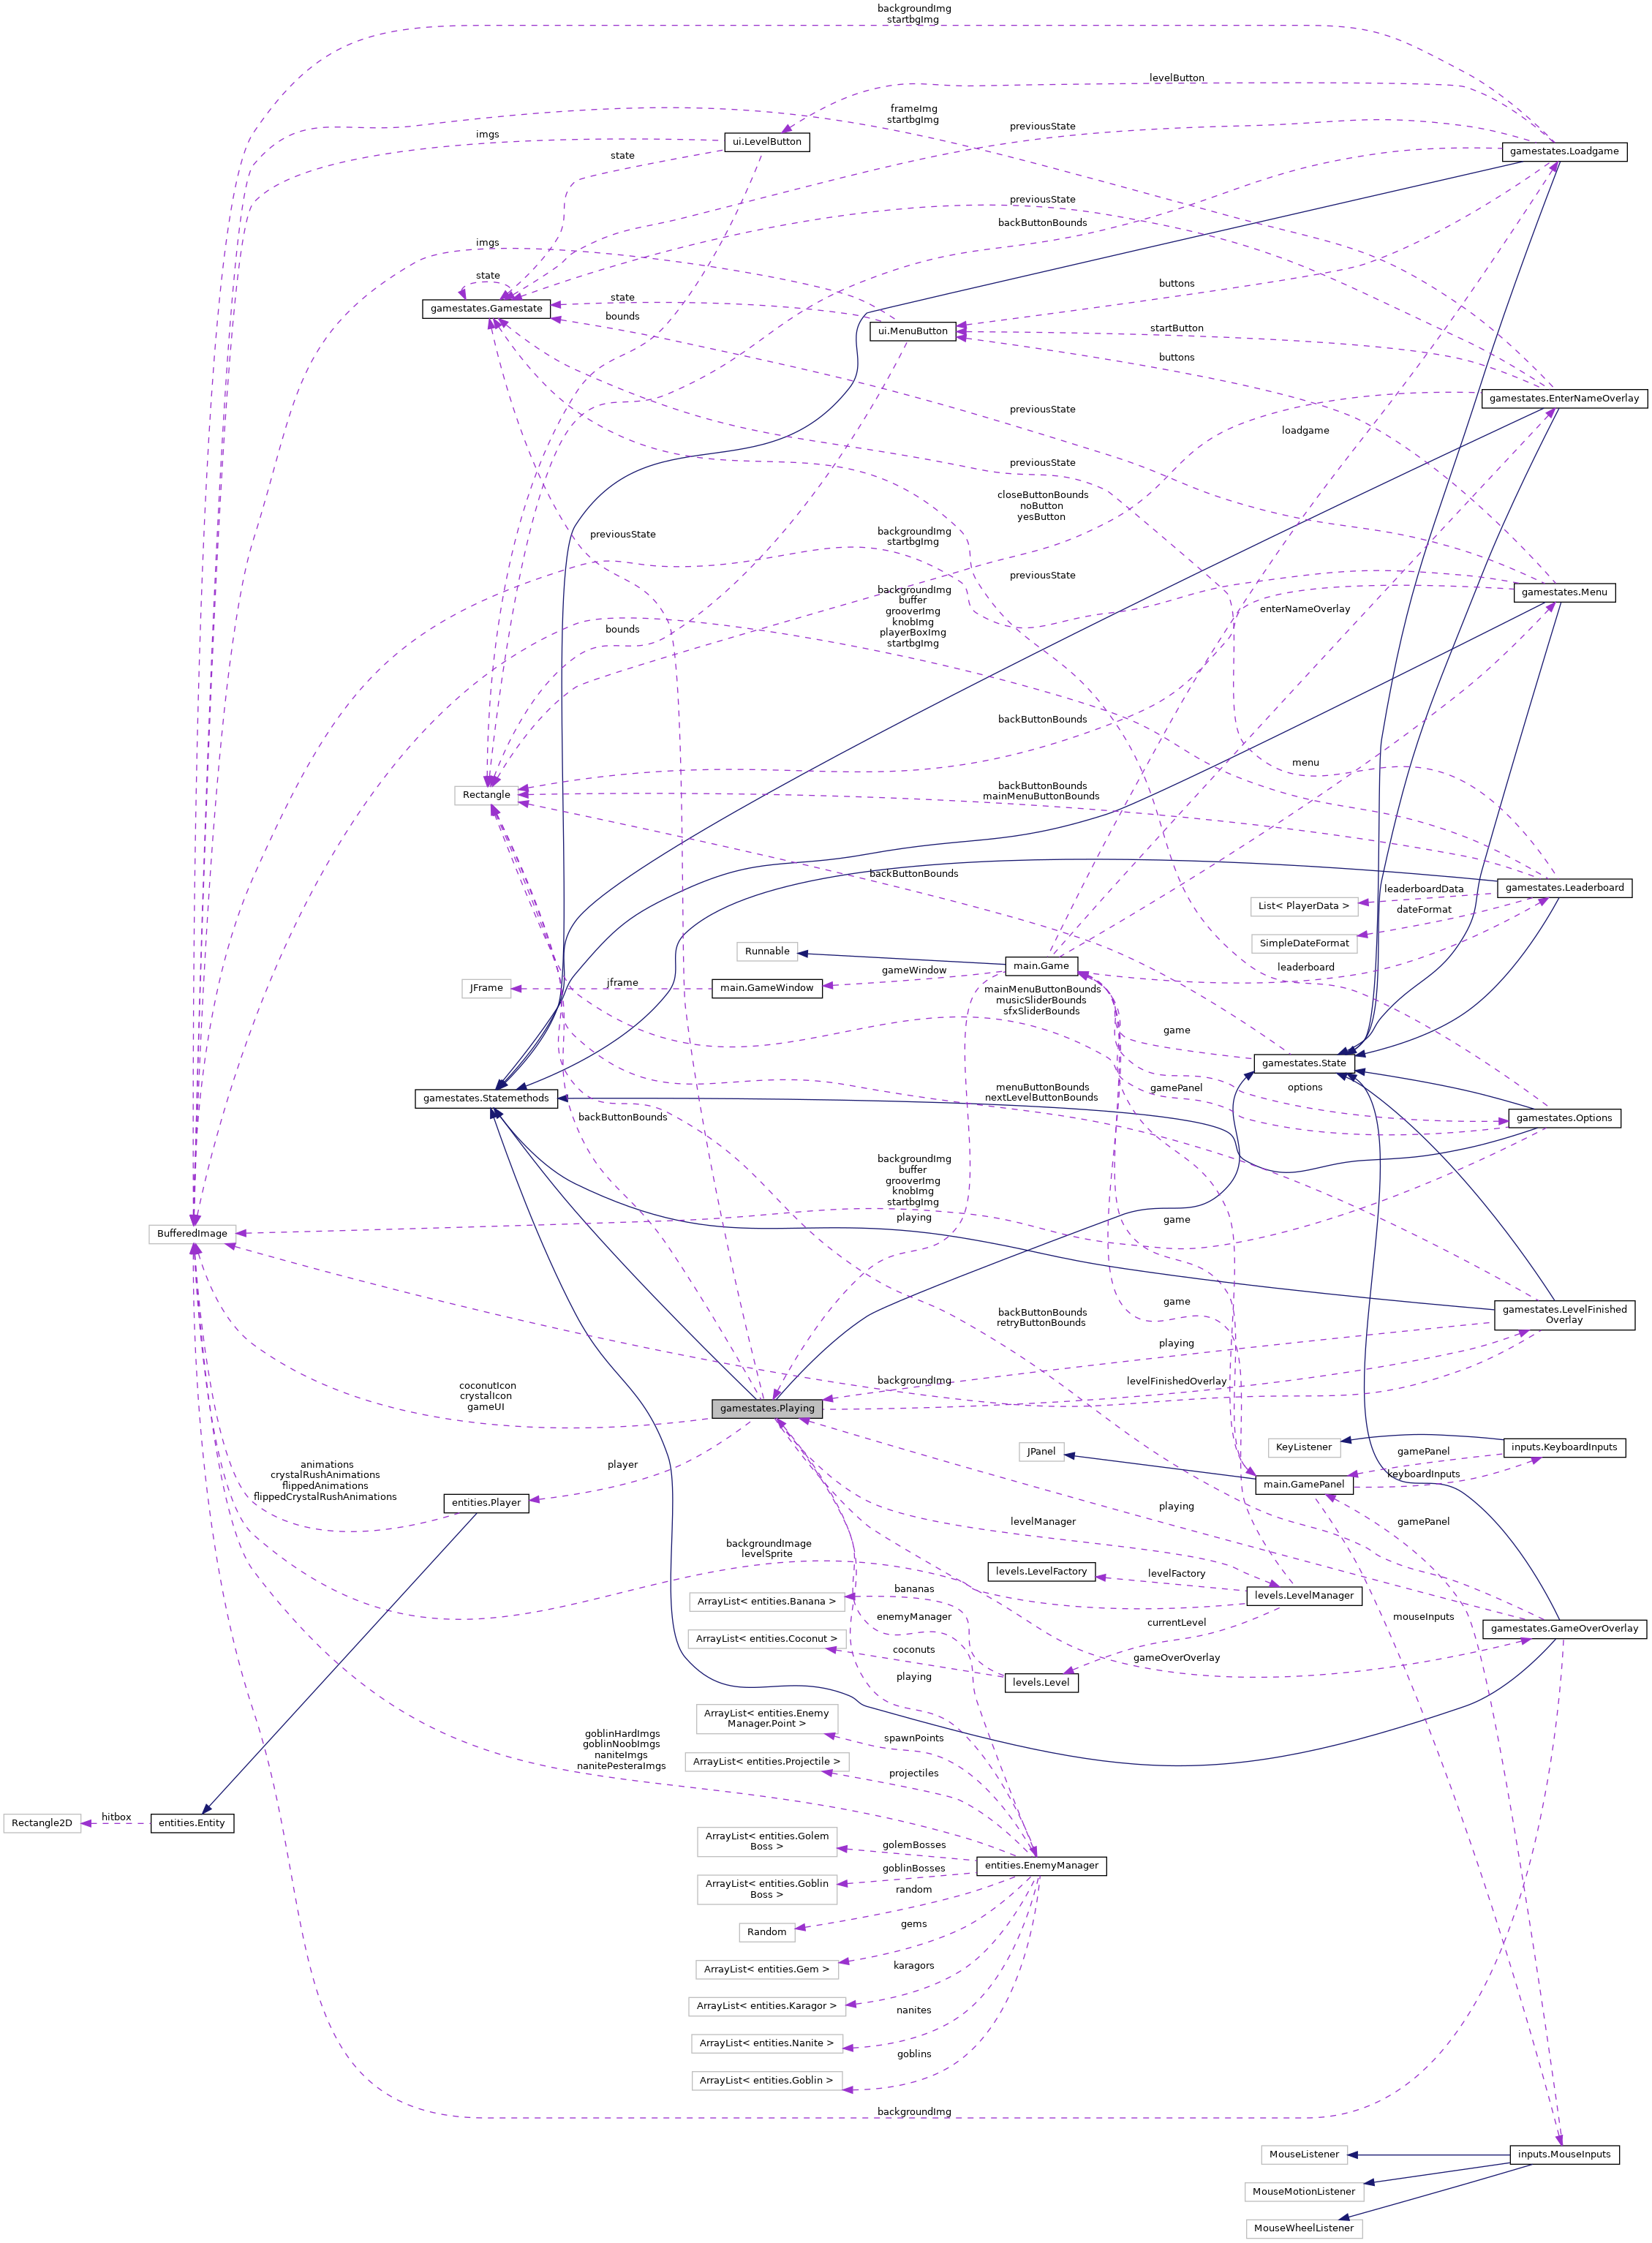 backgroundImg
startbgImg
levelButton
frameImg
startbgImg
previousState
imgs
ui.LevelButton
gamestates.Loadgame
state
previousState
backButtonBounds
imgs
state
buttons
state
gamestates.Gamestate
bounds
ui.MenuButton
startButton
buttons
gamestates.EnterNameOverlay
previousState
loadgame
previousState
closeButtonBounds
noButton
yesButton
previousState
backgroundImg
startbgImg
previousState
gamestates.Menu
backgroundImg
buffer
grooverImg
knobImg
playerBoxImg
startbgImg
enterNameOverlay
bounds
backButtonBounds
menu
Rectangle
backButtonBounds
mainMenuButtonBounds
backButtonBounds
leaderboardData
gamestates.Leaderboard
List< PlayerData >
dateFormat
SimpleDateFormat
Runnable
main.Game
gameWindow
leaderboard
JFrame
jframe
main.GameWindow
mainMenuButtonBounds
musicSliderBounds
sfxSliderBounds
game
gamestates.State
gamestates.Statemethods
menuButtonBounds
nextLevelButtonBounds
gamePanel
options
backButtonBounds
gamestates.Options
backgroundImg
buffer
grooverImg
knobImg
startbgImg
playing
game
BufferedImage
game
backButtonBounds
retryButtonBounds
gamestates.LevelFinished
Overlay
playing
coconutIcon
crystalIcon
gameUI
gamestates.Playing
backgroundImg
levelFinishedOverlay
JPanel
KeyListener
inputs.KeyboardInputs
gamePanel
keyboardInputs
main.GamePanel
animations
crystalRushAnimations
flippedAnimations
flippedCrystalRushAnimations
player
entities.Player
playing
levelManager
gamePanel
backgroundImage
levelSprite
levels.LevelFactory
levelFactory
levels.LevelManager
ArrayList< entities.Banana >
bananas
enemyManager
currentLevel
mouseInputs
gamestates.GameOverOverlay
ArrayList< entities.Coconut >
coconuts
gameOverOverlay
playing
levels.Level
ArrayList< entities.Enemy
Manager.Point >
spawnPoints
goblinHardImgs
goblinNoobImgs
naniteImgs
nanitePesteraImgs
ArrayList< entities.Projectile >
projectiles
Rectangle2D
hitbox
entities.Entity
ArrayList< entities.Golem
Boss >
golemBosses
entities.EnemyManager
goblinBosses
ArrayList< entities.Goblin
Boss >
random
Random
gems
ArrayList< entities.Gem >
karagors
ArrayList< entities.Karagor >
nanites
ArrayList< entities.Nanite >
goblins
ArrayList< entities.Goblin >
backgroundImg
MouseListener
inputs.MouseInputs
MouseMotionListener
MouseWheelListener